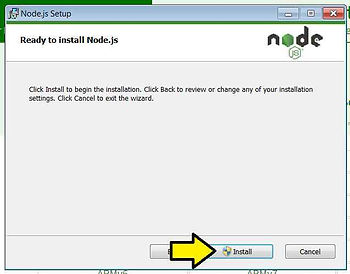 Node.js Setup
Ready to install Node.js
node
JS
Click Install to begin the installation. Click Back to review or change any of your installation
settings. Click Cancel to exit the wizard.
Install
Cancel
ARMv6
ARMv7